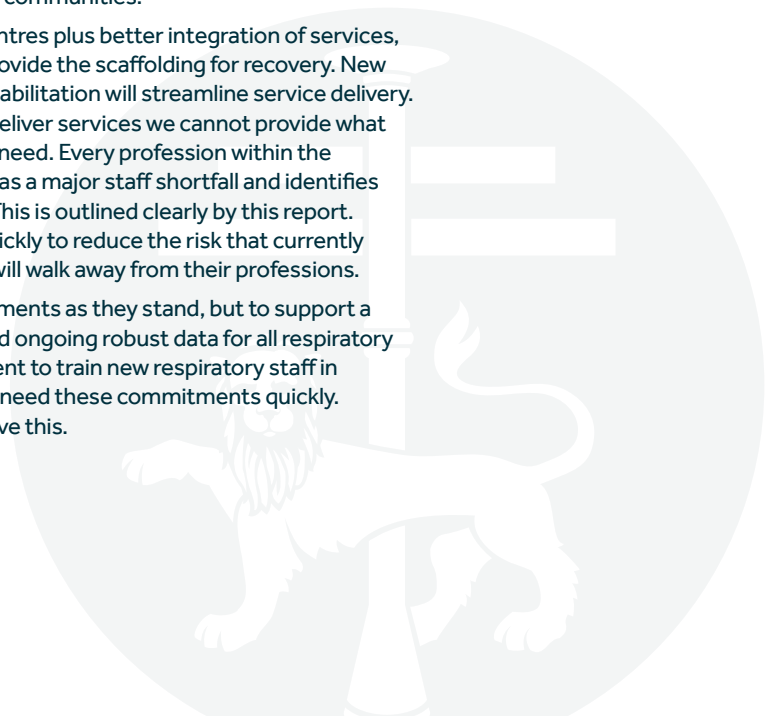 communities.
ntres plus better integration of services,
ovide the scaffolding for recovery. New
abilitation will streamline service delivery.
eliver services we cannot provide what
need. Every profession within the
as a major staff shortfall and identifies
This is outlined clearly by this report.
ickly to reduce the risk that currently
will walk away from their professions.
ments as they stand, but to support a
d ongoing robust data for all respiratory
ent to train new respiratory staff in
need these commitments quickly.
ve this.